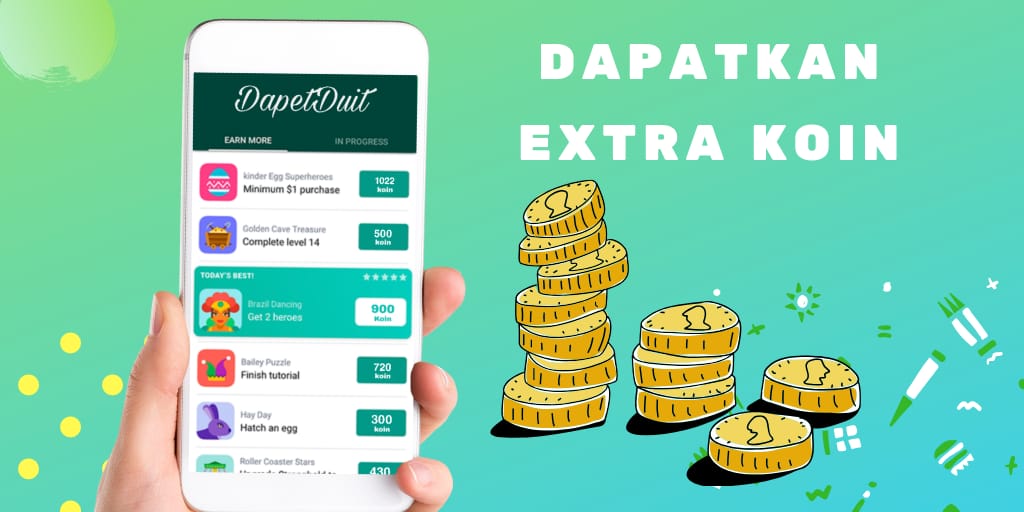 DapetDuit
EARN MORE
IN PROGRESS
kinder Egg Superheroes
Minimum $1 purchase
1022
koin
Golden Cave Treasure
Complete level 14
500
koin
TODAY'S BEST!
Brazil Dancing
Get 2 heroes
900
Koin
Bailey Puzzle
Finish tutorial
720
koin
Hay Day
Hatch an egg
300
koin
Roller Coaster Stars
430
DAPATKAN
EXTRA KOIN